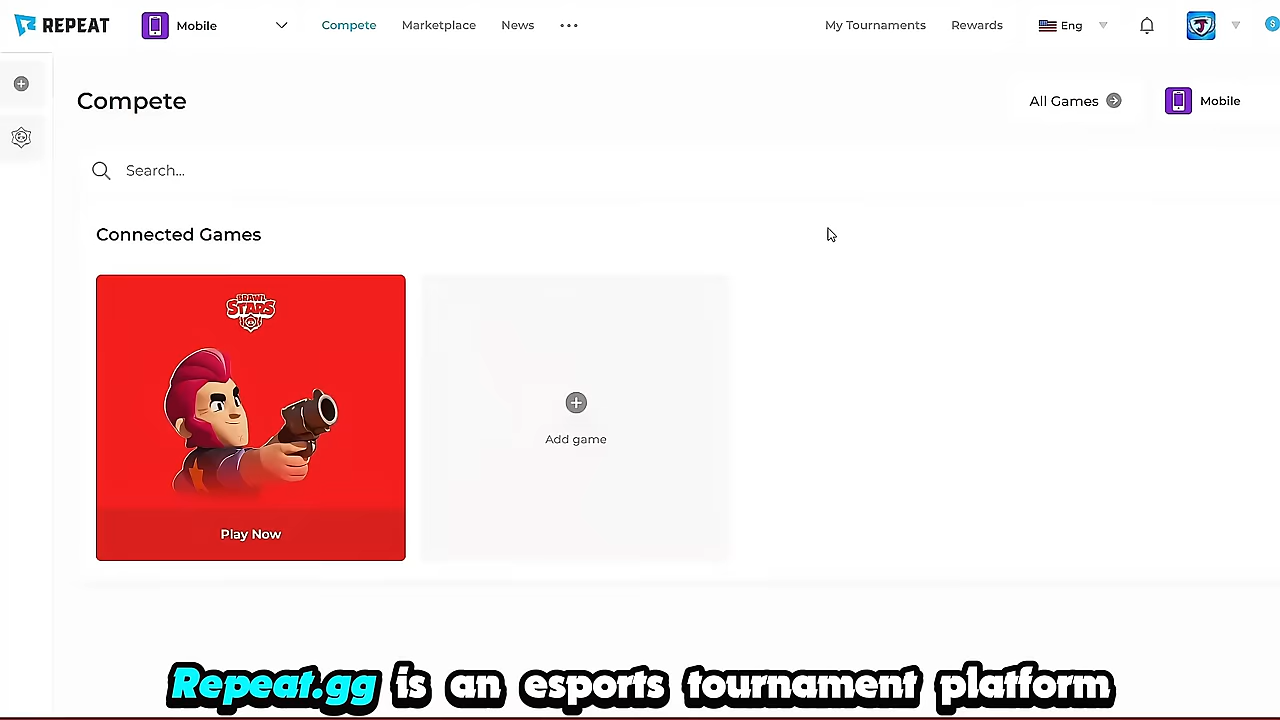 REPEAT
Mobile
Compete
Marketplace
News
My Tournaments
Rewards
Eng
$
Compete
All Games
Mobile
Search...
Connected Games
BRAWL
STARS
Add game
Play Now
Repeat.gg is an esports tournament platform